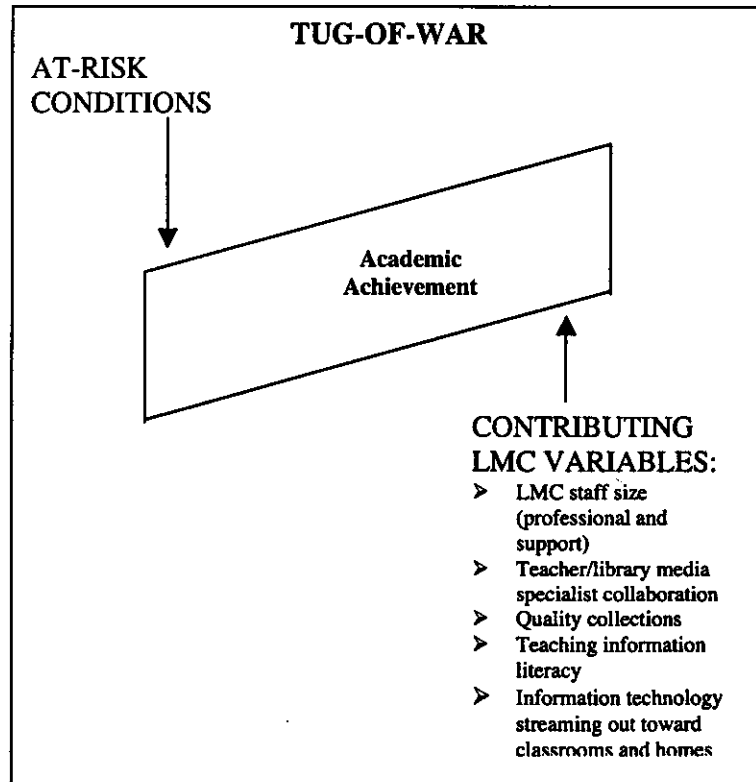 TUG-OF-WAR
AT-RISK
CONDITIONS
Academic
Achievement
CONTRIBUTING
LMC VARIABLES:
➢ LMC staff size
(professional and
support)
➢ Teacher/library media
specialist collaboration
➢ Quality collections
➢ Teaching information
literacy
➢ Information technology
streaming out toward
classrooms and homes